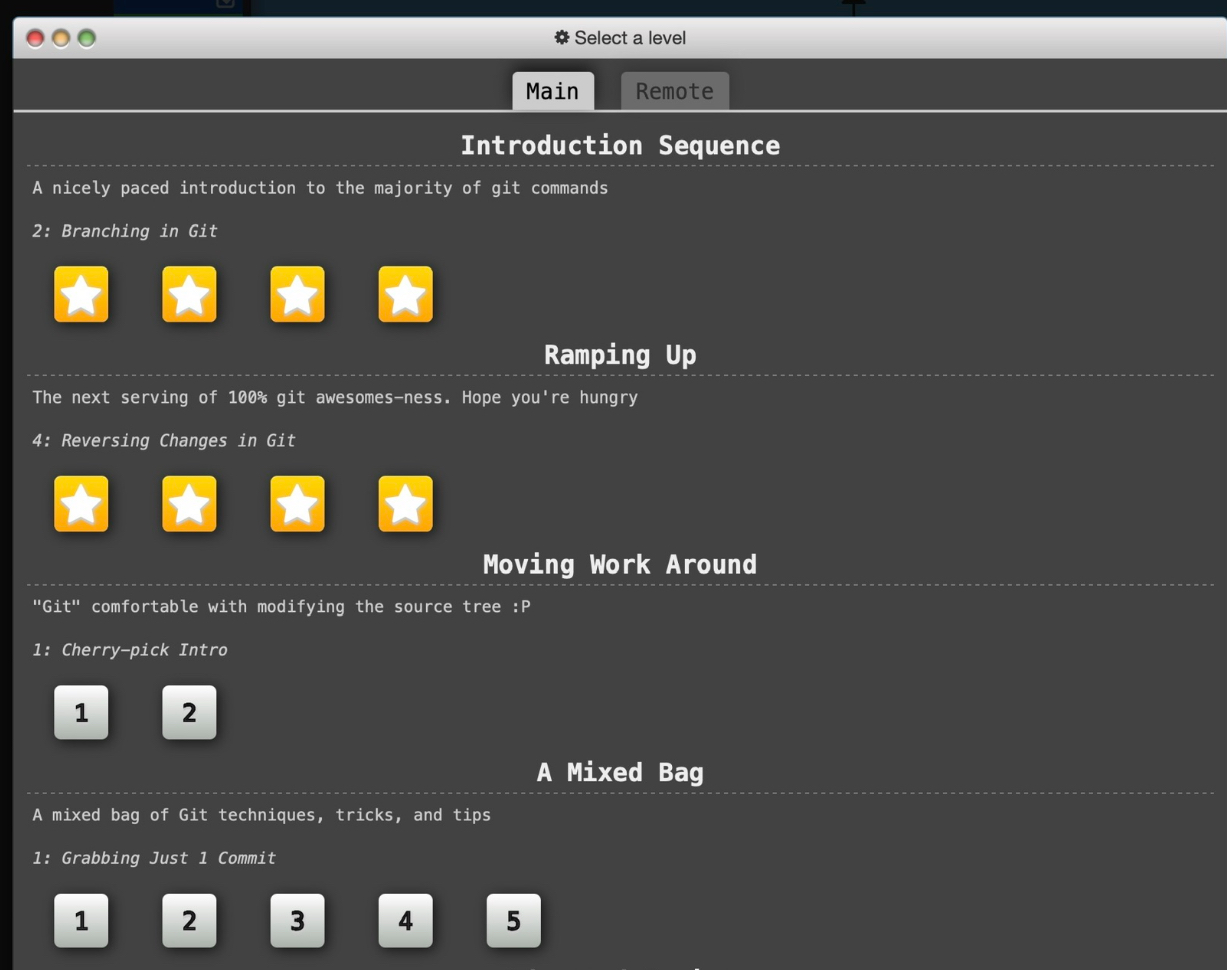 Select a level
Main Remote
Introduction Sequence
A nicely paced introduction to the majority of git commands
2: Branching in Git
Ramping Up
The next serving of 100% git awesomes-ness. Hope you're hungry
4: Reversing Changes in Git
Moving Work Around
"Git" comfortable with modifying the source tree :P
1: Cherry-pick Intro
1 2
A Mixed Bag
A mixed bag of Git techniques, tricks, and tips
1: Grabbing Just 1 Commit
1 2 3 4 5